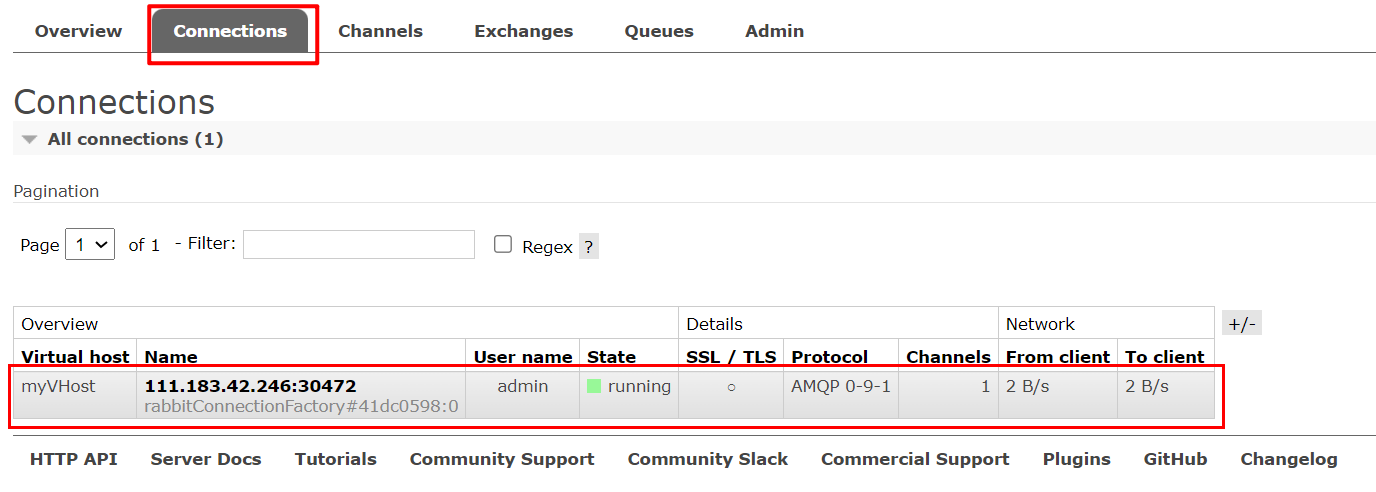 Overview Connections Channels Exchanges Queues Admin
Connections
All connections (1)
Pagination
Page 1 of 1 - Filter: Regex ?
Overview Details Network +/-
Virtual host Name User name State SSL / TLS Protocol Channels From client To client
myVHost 111.183.42.246:30472 admin running ○ AMQP 0-9-1 1 2 B/s 2 B/s
rabbitConnectionFactory#41dc0598:0
HTTP API Server Docs Tutorials Community Support Community Slack Commercial Support Plugins GitHub Changelog